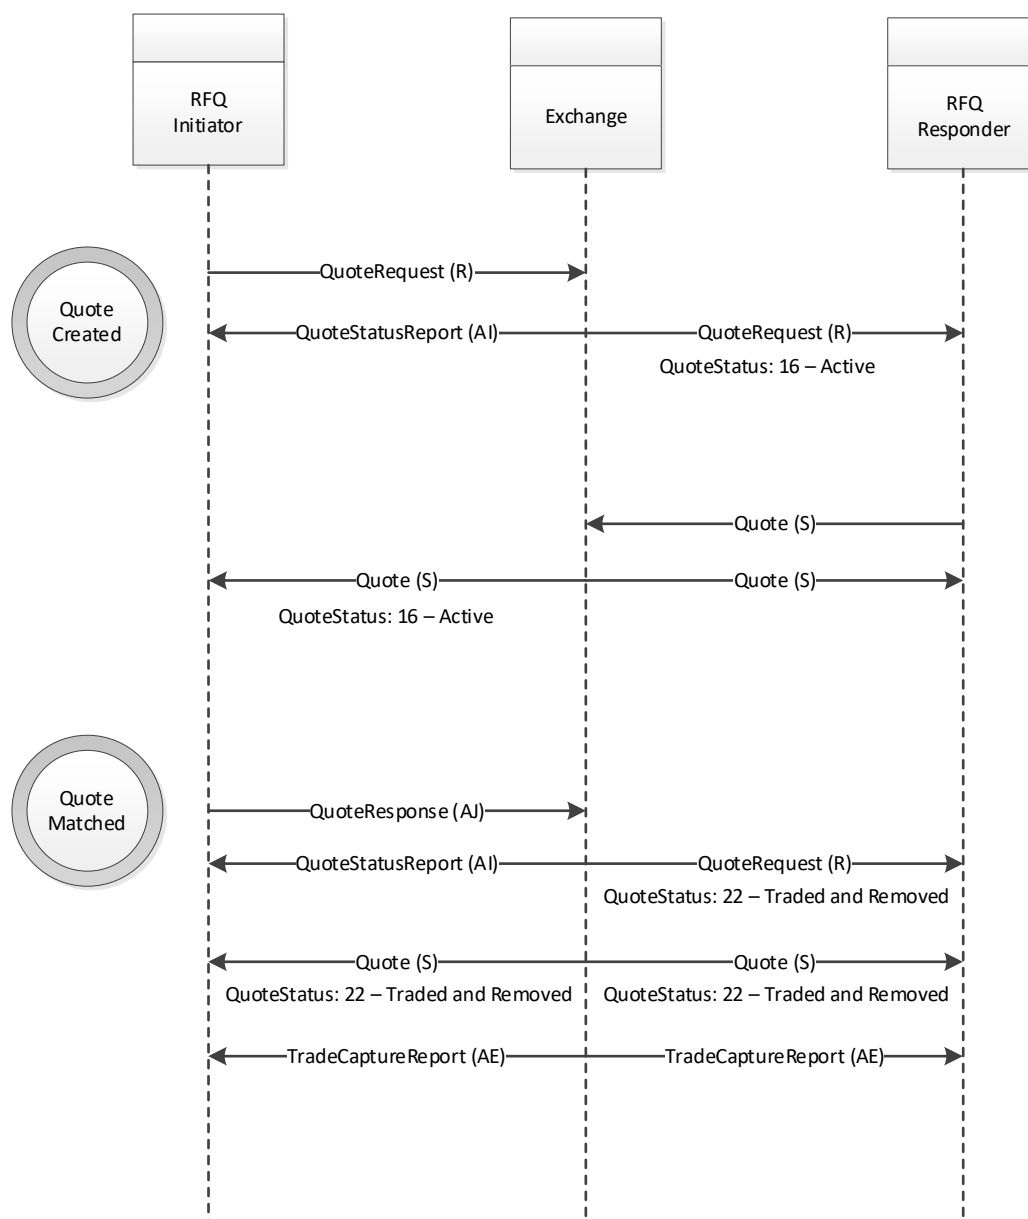 RFQ
Initiator
Exchange
RFQ
Responder
Quote
Created
QuoteRequest (R)
QuoteStatusReport (AI)
QuoteRequest (R)
QuoteStatus: 16 – Active
Quote (S)
Quote (S)
Quote (S)
QuoteStatus: 16 – Active
Quote
Matched
QuoteResponse (AJ)
QuoteStatusReport (AI)
QuoteRequest (R)
QuoteStatus: 22 – Traded and Removed
Quote (S)
Quote (S)
QuoteStatus: 22 – Traded and Removed
QuoteStatus: 22 – Traded and Removed
TradeCaptureReport (AE)
TradeCaptureReport (AE)